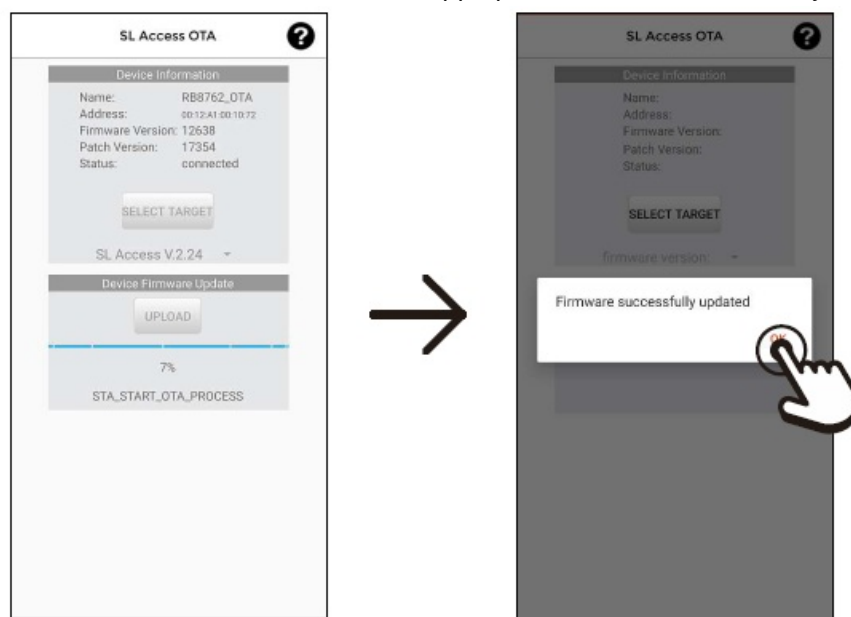 SL Access OTA
?
Device Information
Name: RB8762_OTA
Address: 00:12:A1:00:10:72
Firmware Version: 12638
Patch Version: 17354
Status: connected
SELECT TARGET
SL Access V.2.24
Device Firmware Update
UPLOAD
7%
STA_START_OTA_PROCESS
SL Access OTA
?
Device Information
Name:
Address:
Firmware Version:
Patch Version:
Status:
SELECT TARGET
firmware version:
Firmware successfully updated
OK